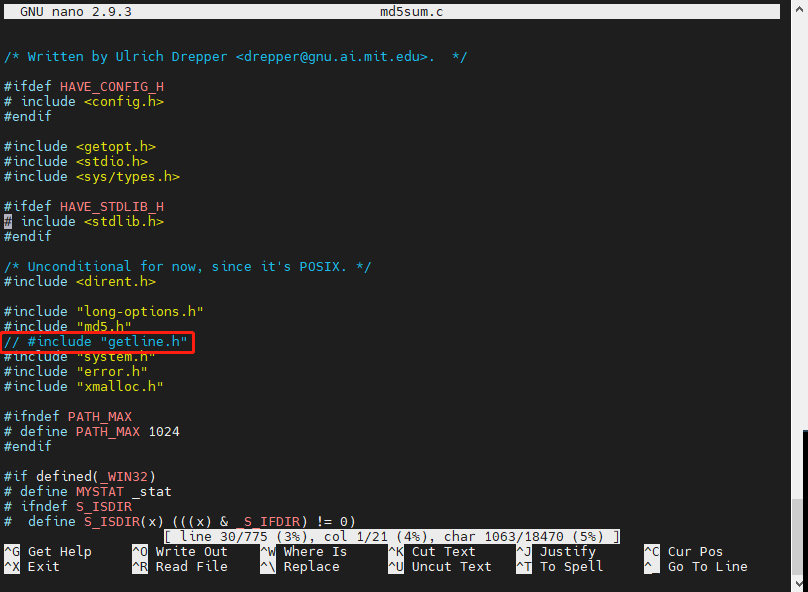 GNU nano 2.9.3 md5sum.c
/* Written by Ulrich Drepper <drepper@gnu.ai.mit.edu>.  */
#ifdef HAVE_CONFIG_H
# include <config.h>
#endif
#include <getopt.h>
#include <stdio.h>
#include <sys/types.h>
#ifdef HAVE_STDLIB_H
# include <stdlib.h>
#endif
/* Unconditional for now, since it's POSIX. */
#include <dirent.h>
#include "long-options.h"
#include "md5.h"
// #include "getline.h"
#include "system.h"
#include "error.h"
#include "xmalloc.h"
#ifndef PATH_MAX
# define PATH_MAX 1024
#endif
#if defined(_WIN32)
# define MYSTAT _stat
# ifndef S_ISDIR
#  define S_ISDIR(x) (((x) & _S_IFDIR) != 0)
[ line 30/775 (3%), col 1/21 (4%), char 1063/18470 (5%) ]
^G Get Help ^O Write Out ^W Where Is ^K Cut Text ^J Justify ^C Cur Pos
^X Exit ^R Read File ^\ Replace ^U Uncut Text ^T To Spell ^_ Go To Line